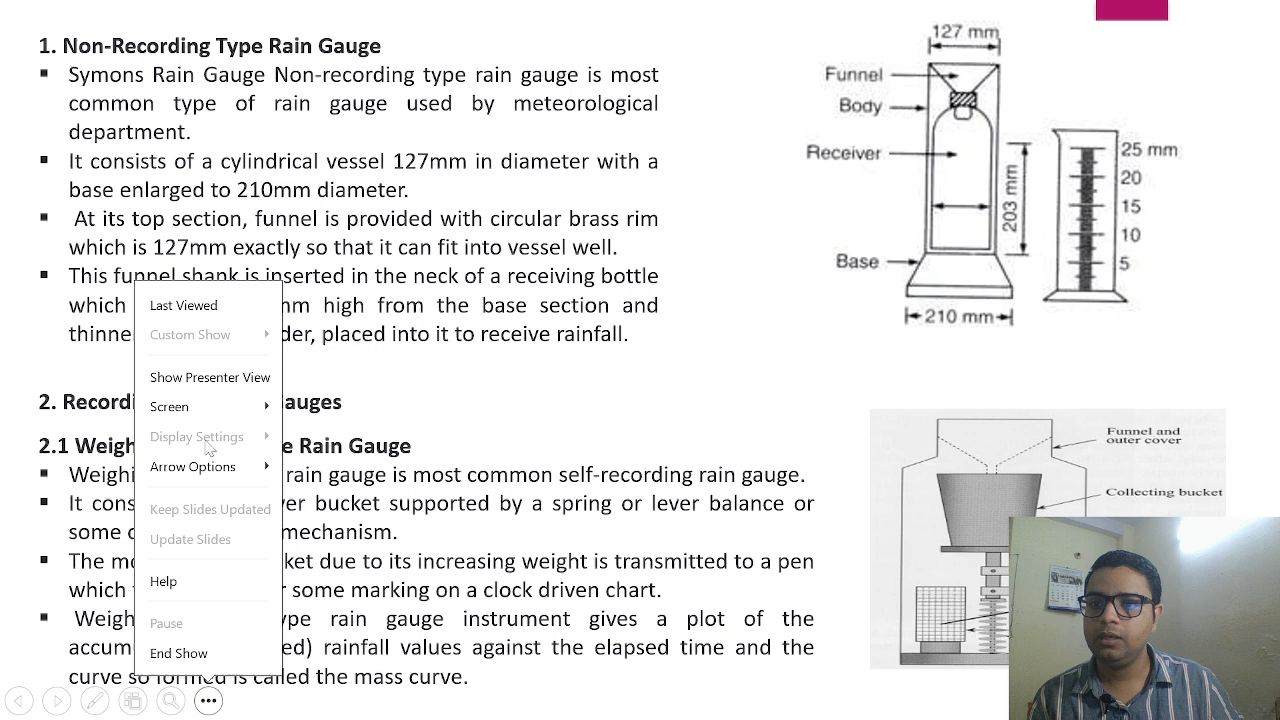 1. Non-Recording Type Rain Gauge
▪ Symons Rain Gauge Non-recording type rain gauge is most
common type of rain gauge used by meteorological
department.
▪ It consists of a cylindrical vessel 127mm in diameter with a
base enlarged to 210mm diameter.
▪ At its top section, funnel is provided with circular brass rim
which is 127mm exactly so that it can fit into vessel well.
▪ This funnel shank is inserted in the neck of a receiving bottle
which mm high from the base section and
thinne der, placed into it to receive rainfall.
2. Recordi auges
2.1 Weigh e Rain Gauge
▪ Weighi rain gauge is most common self-recording rain gauge.
▪ It cons er bucket supported by a spring or lever balance or
some mechanism.
▪ The mo ket due to its increasing weight is transmitted to a pen
which some marking on a clock driven chart.
▪ Weigh ype rain gauge instrument gives a plot of the
accum ed) rainfall values against the elapsed time and the
curve so formed is called the mass curve.
Last Viewed
Custom Show
Show Presenter View
Screen
Display Settings
Arrow Options
Keep Slides Updated
Update Slides
Help
Pause
End Show
127 mm
Funnel
Body
Receiver
203 mm
Base
210 mm
25 mm
20
15
10
5
Funnel and
outer cover
Collecting bucket